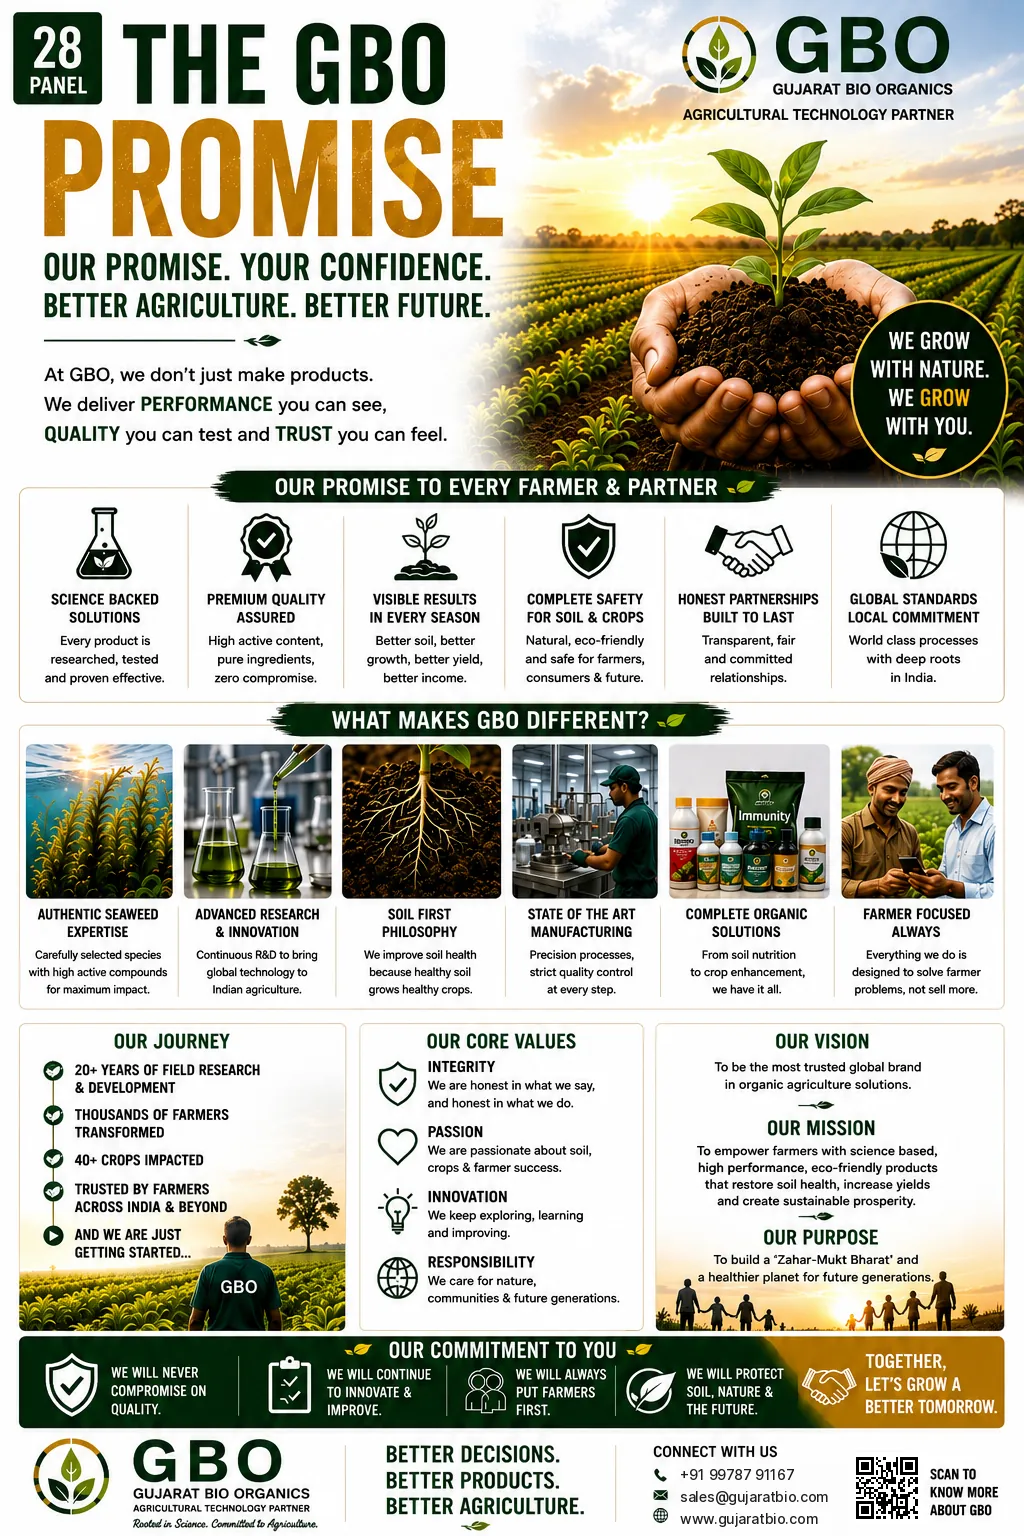 28
PANEL
THE GBO
PROMISE
OUR PROMISE. YOUR CONFIDENCE.
BETTER AGRICULTURE. BETTER FUTURE.
At GBO, we don't just make products.
We deliver PERFORMANCE you can see,
QUALITY you can test and TRUST you can feel.
GBO
GUJARAT BIO ORGANICS
AGRICULTURAL TECHNOLOGY PARTNER
WE GROW
WITH NATURE.
WE GROW
WITH YOU.
OUR PROMISE TO EVERY FARMER & PARTNER
SCIENCE BACKED
SOLUTIONS
Every product is
researched, tested
and proven effective.
PREMIUM QUALITY
ASSURED
High active content,
pure ingredients,
zero compromise.
VISIBLE RESULTS
IN EVERY SEASON
Better soil, better
growth, better yield,
better income.
COMPLETE SAFETY
FOR SOIL & CROPS
Natural, eco-friendly
and safe for farmers,
consumers & future.
HONEST PARTNERSHIPS
BUILT TO LAST
Transparent, fair
and committed
relationships.
GLOBAL STANDARDS
LOCAL COMMITMENT
World class processes
with deep roots
in India.
WHAT MAKES GBO DIFFERENT?
Immunity
AUTHENTIC SEAWEED
EXPERTISE
Carefully selected species
with high active compounds
for maximum impact.
ADVANCED RESEARCH
& INNOVATION
Continuous R&D to bring
global technology to
Indian agriculture.
SOIL FIRST
PHILOSOPHY
We improve soil health
because healthy soil
grows healthy crops.
STATE OF THE ART
MANUFACTURING
Precision processes,
strict quality control
at every step.
COMPLETE ORGANIC
SOLUTIONS
From soil nutrition
to crop enhancement,
we have it all.
FARMER FOCUSED
ALWAYS
Everything we do is
designed to solve farmer
problems, not sell more.
OUR JOURNEY
20+ YEARS OF FIELD RESEARCH
& DEVELOPMENT
THOUSANDS OF FARMERS
TRANSFORMED
40+ CROPS IMPACTED
TRUSTED BY FARMERS
ACROSS INDIA & BEYOND
AND WE ARE JUST
GETTING STARTED...
GBO
OUR CORE VALUES
INTEGRITY
We are honest in what we say,
and honest in what we do.
PASSION
We are passionate about soil,
crops & farmer success.
INNOVATION
We keep exploring, learning
and improving.
RESPONSIBILITY
We care for nature,
communities & future generations.
OUR VISION
To be the most trusted global brand
in organic agriculture solutions.
OUR MISSION
To empower farmers with science based,
high performance, eco-friendly products
that restore soil health, increase yields
and create sustainable prosperity.
OUR PURPOSE
To build a "Zahar-Mukt Bharat" and
a healthier planet for future generations.
OUR COMMITMENT TO YOU
WE WILL NEVER
COMPROMISE ON
QUALITY.
WE WILL CONTINUE
TO INNOVATE &
IMPROVE.
WE WILL ALWAYS
PUT FARMERS
FIRST.
WE WILL PROTECT
SOIL, NATURE &
THE FUTURE.
TOGETHER,
LET'S GROW A
BETTER TOMORROW.
GBO
GUJARAT BIO ORGANICS
AGRICULTURAL TECHNOLOGY PARTNER
Rooted in Science. Committed to Agriculture.
BETTER DECISIONS.
BETTER PRODUCTS.
BETTER AGRICULTURE.
CONNECT WITH US
+91 99787 91167
sales@gujaratbio.com
www.gujaratbio.com
SCAN TO
KNOW MORE
ABOUT GBO